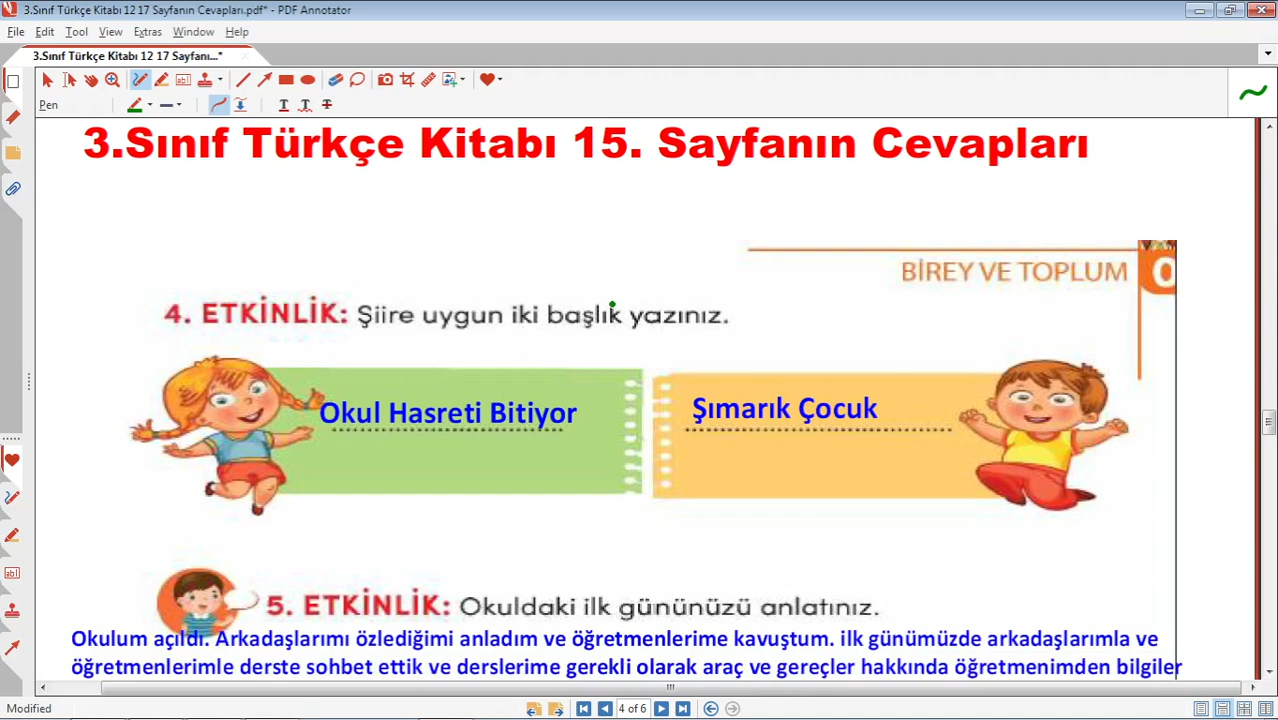 3.Sınıf Türkçe Kitabı 12 17 Sayfanın Cevapları.pdf* - PDF Annotator
File Edit Tool View Extras Window Help
3.Sınıf Türkçe Kitabı 12 17 Sayfanı...*
Pen
3.Sınıf Türkçe Kitabı 15. Sayfanın Cevapları
BİREY VE TOPLUM
4. ETKİNLİK: Şiire uygun iki başlık yazınız.
Okul Hasreti Bitiyor
Şımarık Çocuk
5. ETKİNLİK: Okuldaki ilk gününüzü anlatınız.
Okulum açıldı. Arkadaşlarımı özlediğimi anladım ve öğretmenlerime kavuştum. ilk günümüzde arkadaşlarımla ve
öğretmenlerimle derste sohbet ettik ve derslerime gerekli olarak araç ve gereçler hakkında öğretmenimden bilgiler
Modified
4 of 6